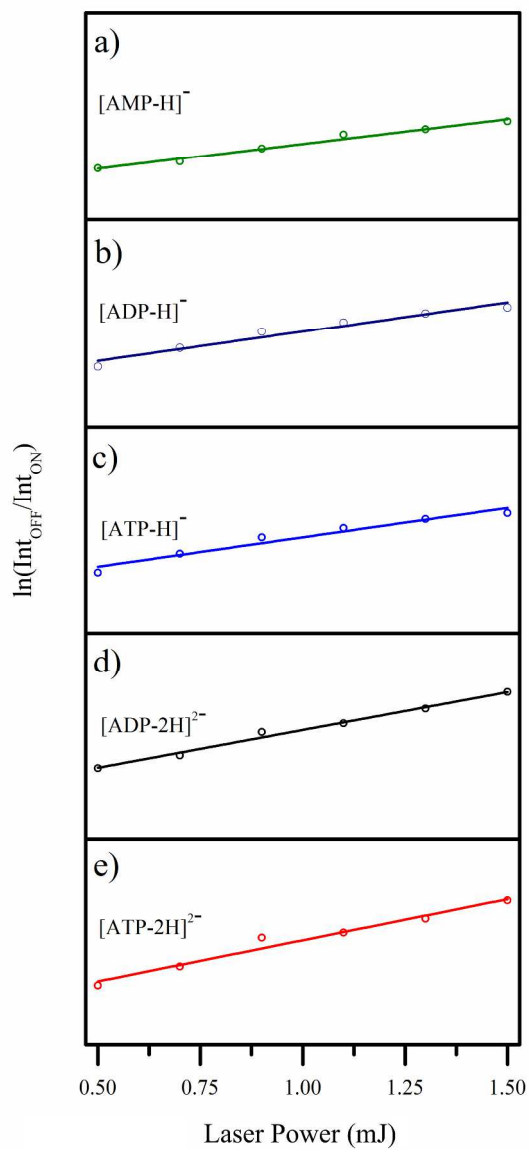 a)
[AMP-H]⁻
b)
[ADP-H]⁻
c)
[ATP-H]⁻
d)
[ADP-2H]²⁻
e)
[ATP-2H]²⁻
ln(Int_OFF/Int_ON)
0.50 0.75 1.00 1.25 1.50
Laser Power (mJ)